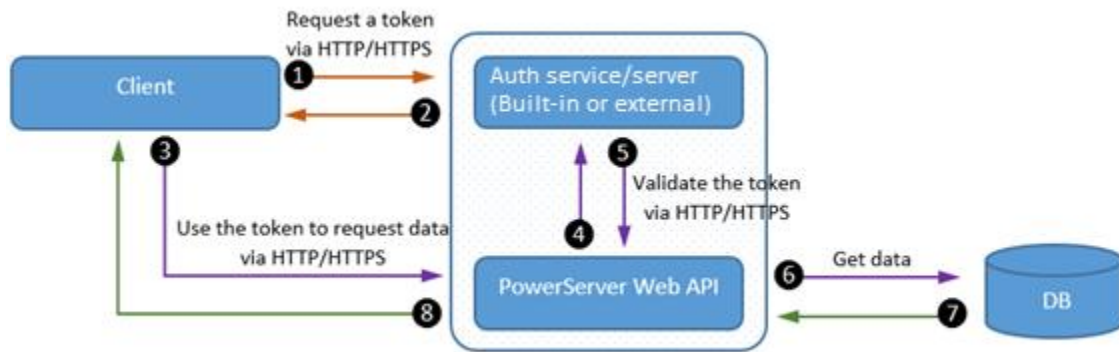 Request a token
via HTTP/HTTPS
Client
1
2
Auth service/server
(Built-in or external)
3
5
Validate the token
via HTTP/HTTPS
4
Use the token to request data
via HTTP/HTTPS
PowerServer Web API
6
Get data
DB
7
8